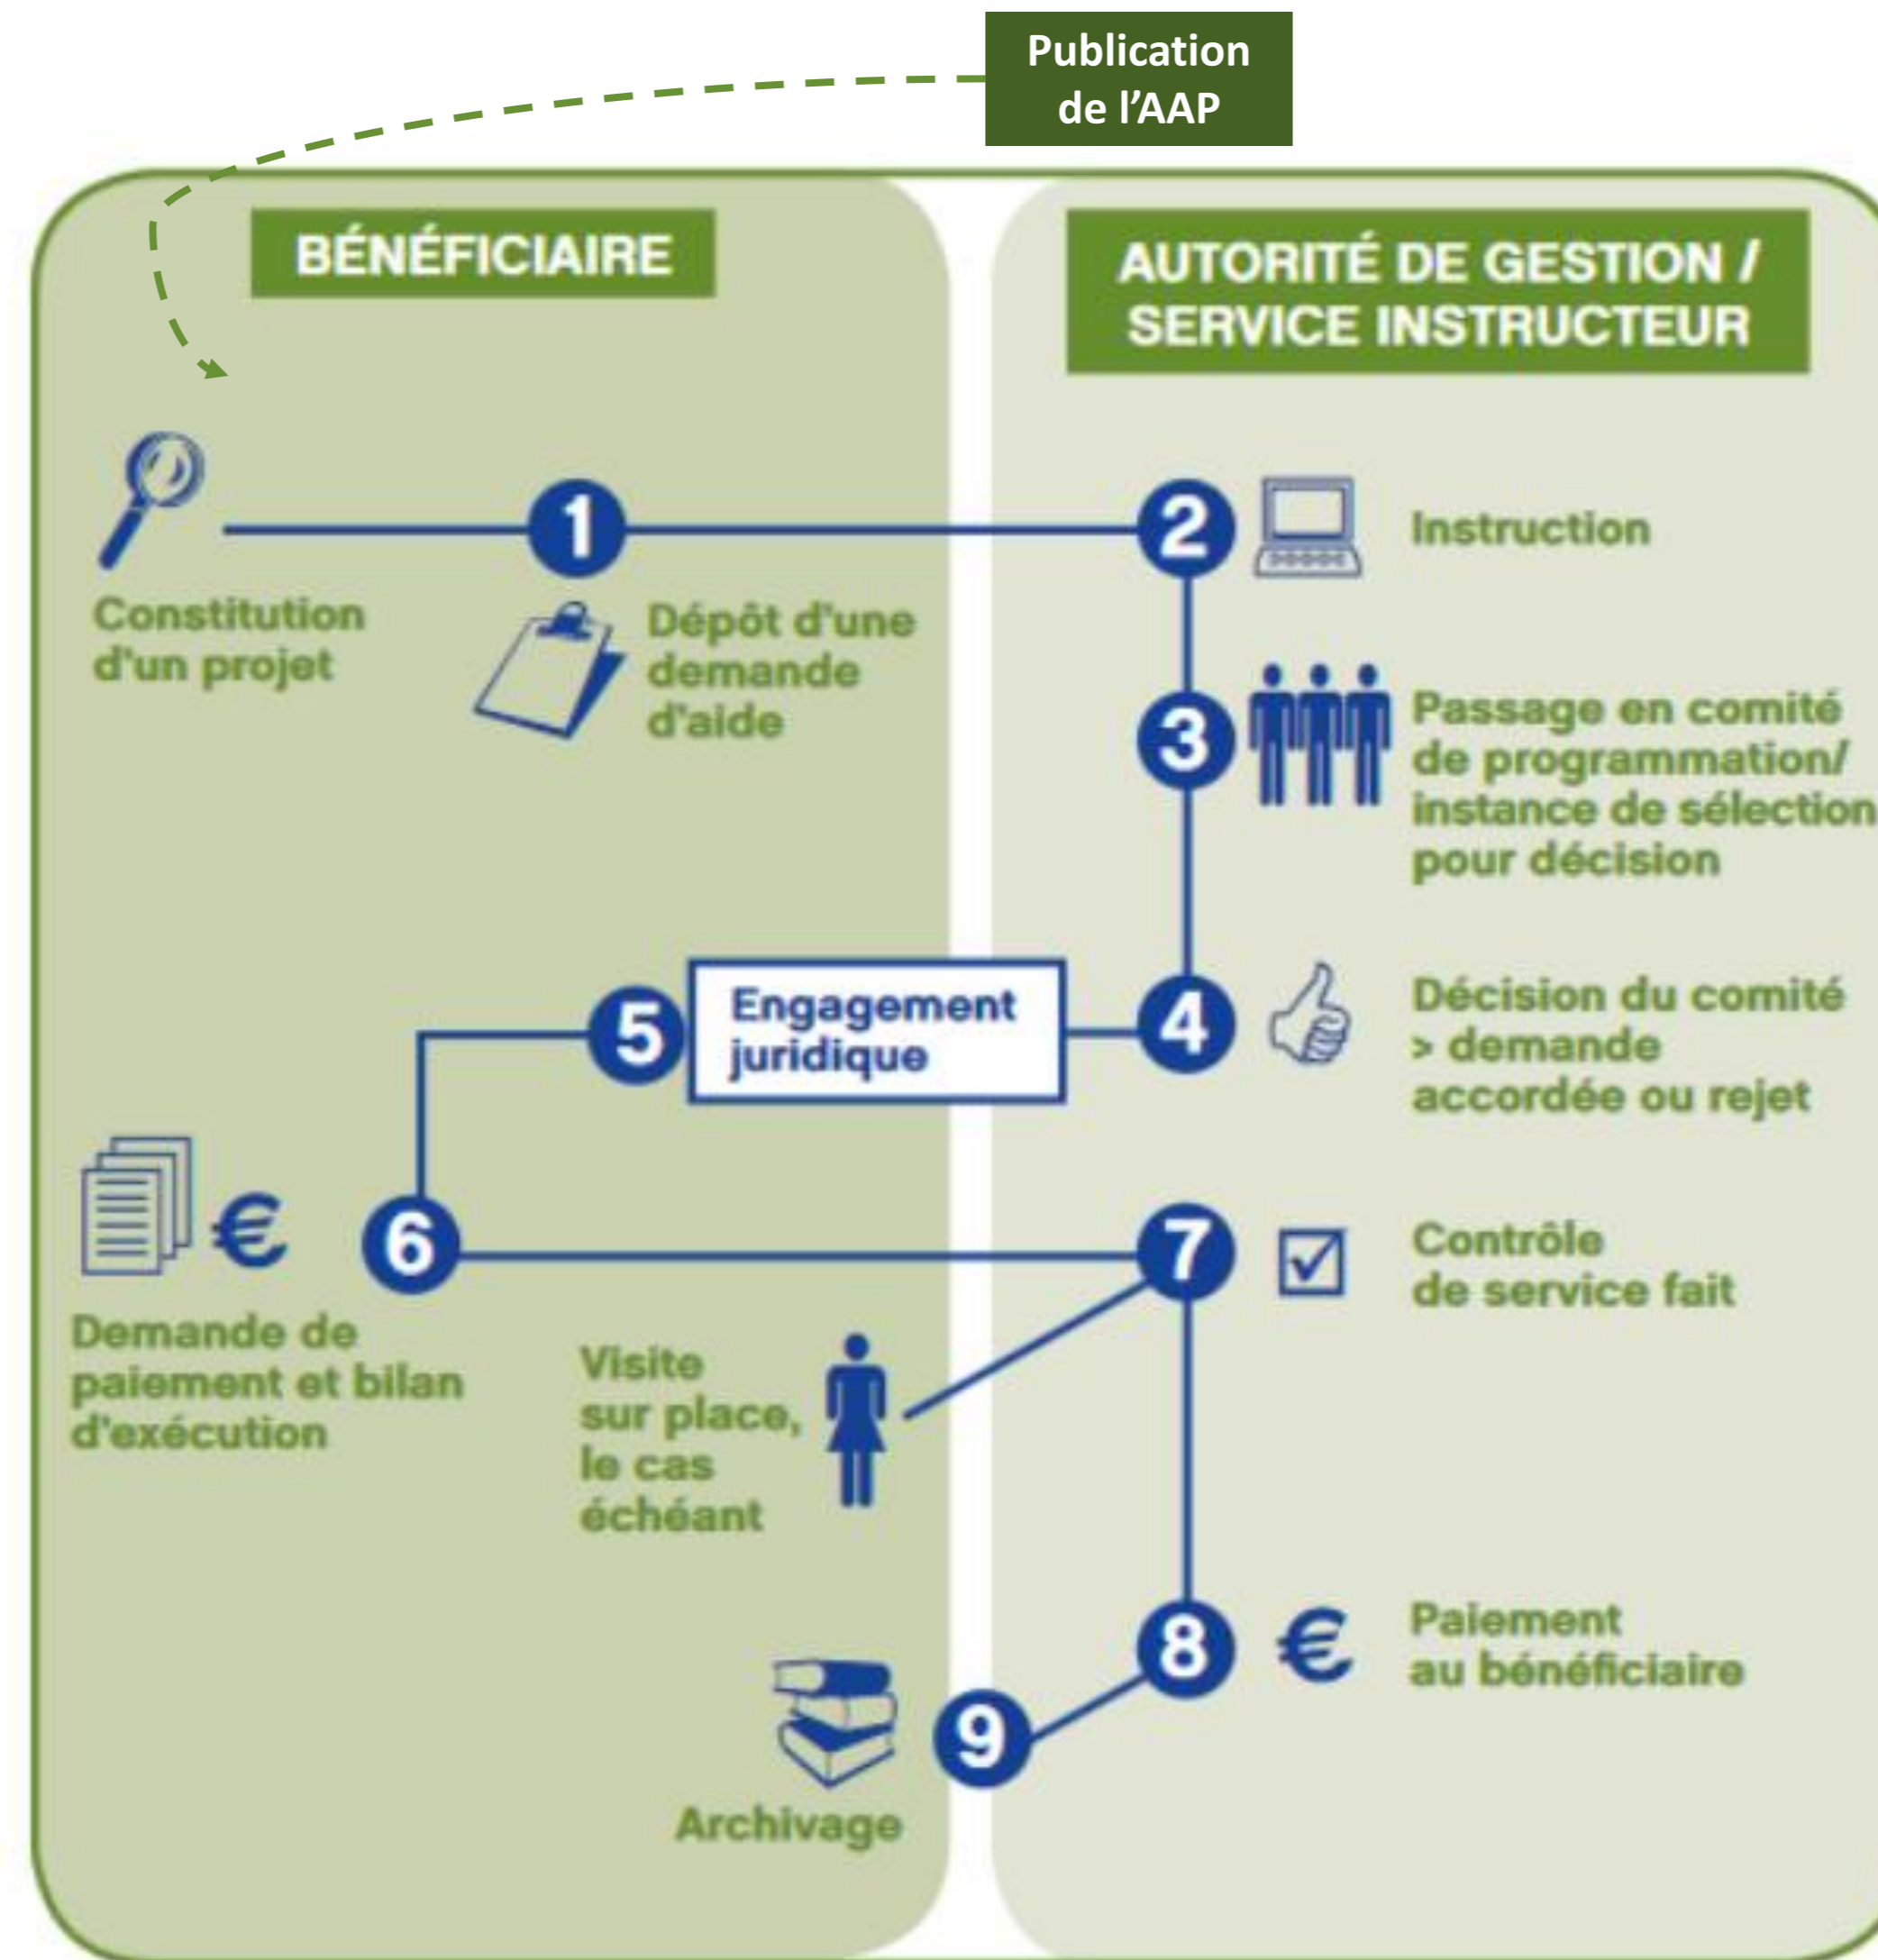 Publication
de l’AAP
BÉNÉFICIAIRE
AUTORITÉ DE GESTION /
SERVICE INSTRUCTEUR
Constitution
d'un projet
1
Dépôt d'une
demande
d'aide
2
Instruction
3
Passage en comité
de programmation/
instance de sélection
pour décision
4
Décision du comité
> demande
accordée ou rejet
5
Engagement
juridique
6
€
Demande de
paiement et bilan
d'exécution
7
Contrôle
de service fait
Visite
sur place,
le cas
échéant
8
€
Paiement
au bénéficiaire
9
Archivage